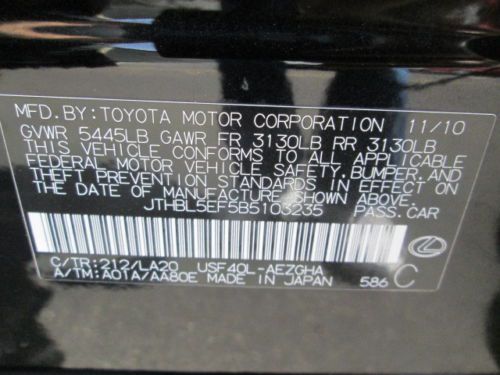 MFD.BY:TOYOTA MOTOR CORPORATION 11/10
GVWR 5445LB GAWR FR 3130LB RR 3130LB
THIS VEHICLE CONFORMS TO ALL APPLICABLE
FEDERAL MOTOR VEHICLE SAFETY,BUMPER,AND
THEFT PREVENTION STANDARDS IN EFFECT ON
THE DATE OF MANUFACTURE SHOWN ABOVE.
JTHBL5EF5B5103235 PASS.CAR
C/TR:212/LA20 USF40L-AEZGHA
A/TM:A01A/AA80E MADE IN JAPAN 586 C